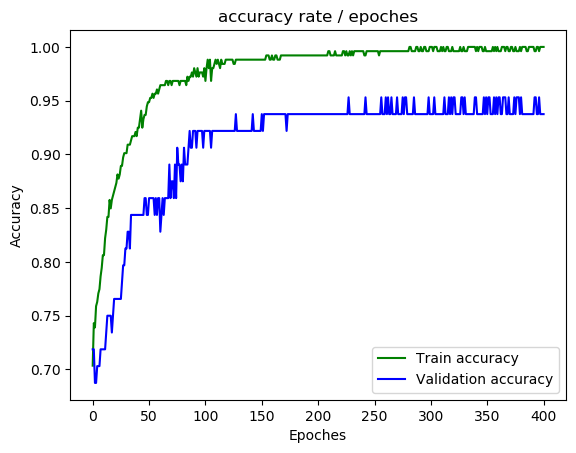 accuracy rate / epoches
1.00
0.95
0.90
0.85
0.80
0.75
0.70
Accuracy
0 50 100 150 200 250 300 350 400
Epoches
Train accuracy
Validation accuracy